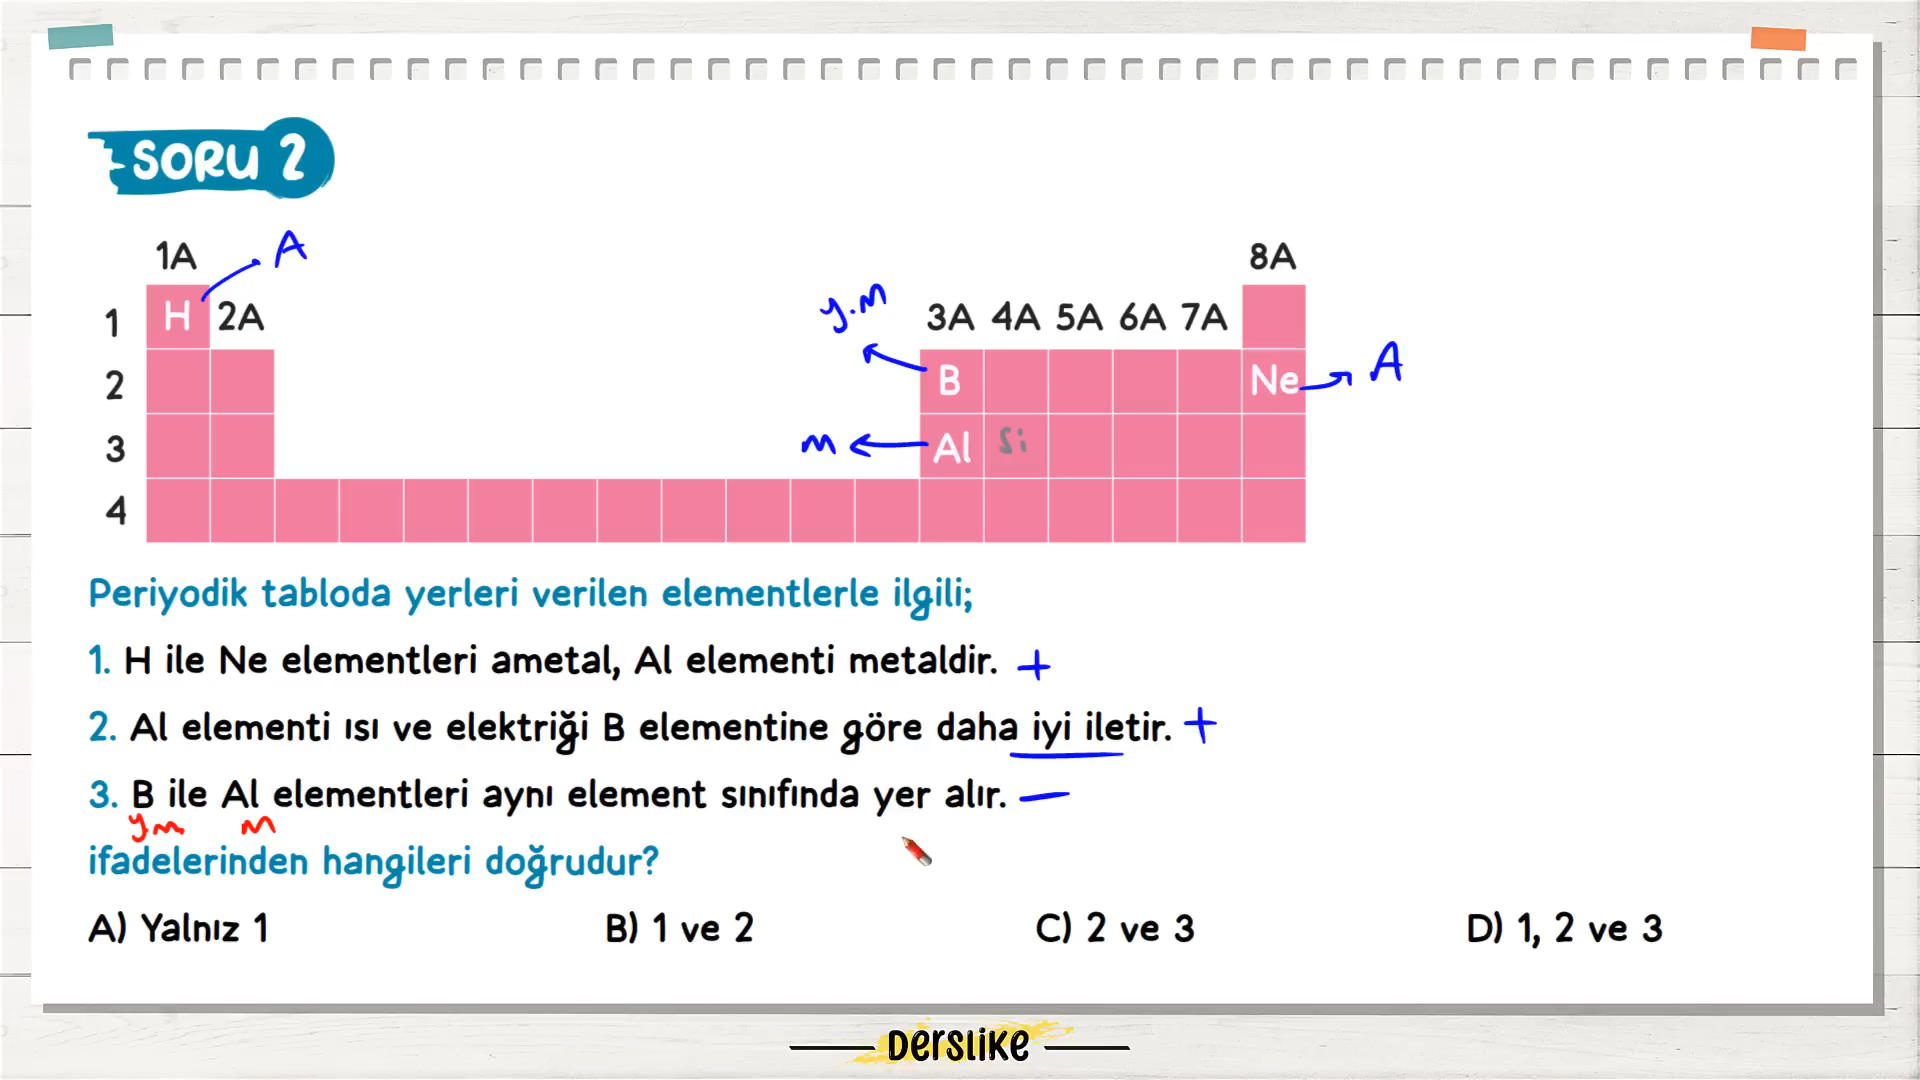 SORU 2
1A A 8A
1 H 2A y.m 3A 4A 5A 6A 7A
2 B Ne A
3 m Al Si
4
Periyodik tabloda yerleri verilen elementlerle ilgili;
1. H ile Ne elementleri ametal, Al elementi metaldir. +
2. Al elementi ısı ve elektriği B elementine göre daha iyi iletir. +
3. B ile Al elementleri aynı element sınıfında yer alır. -
ym m
ifadelerinden hangileri doğrudur?
A) Yalnız 1 B) 1 ve 2 C) 2 ve 3 D) 1, 2 ve 3
DERSLiKE